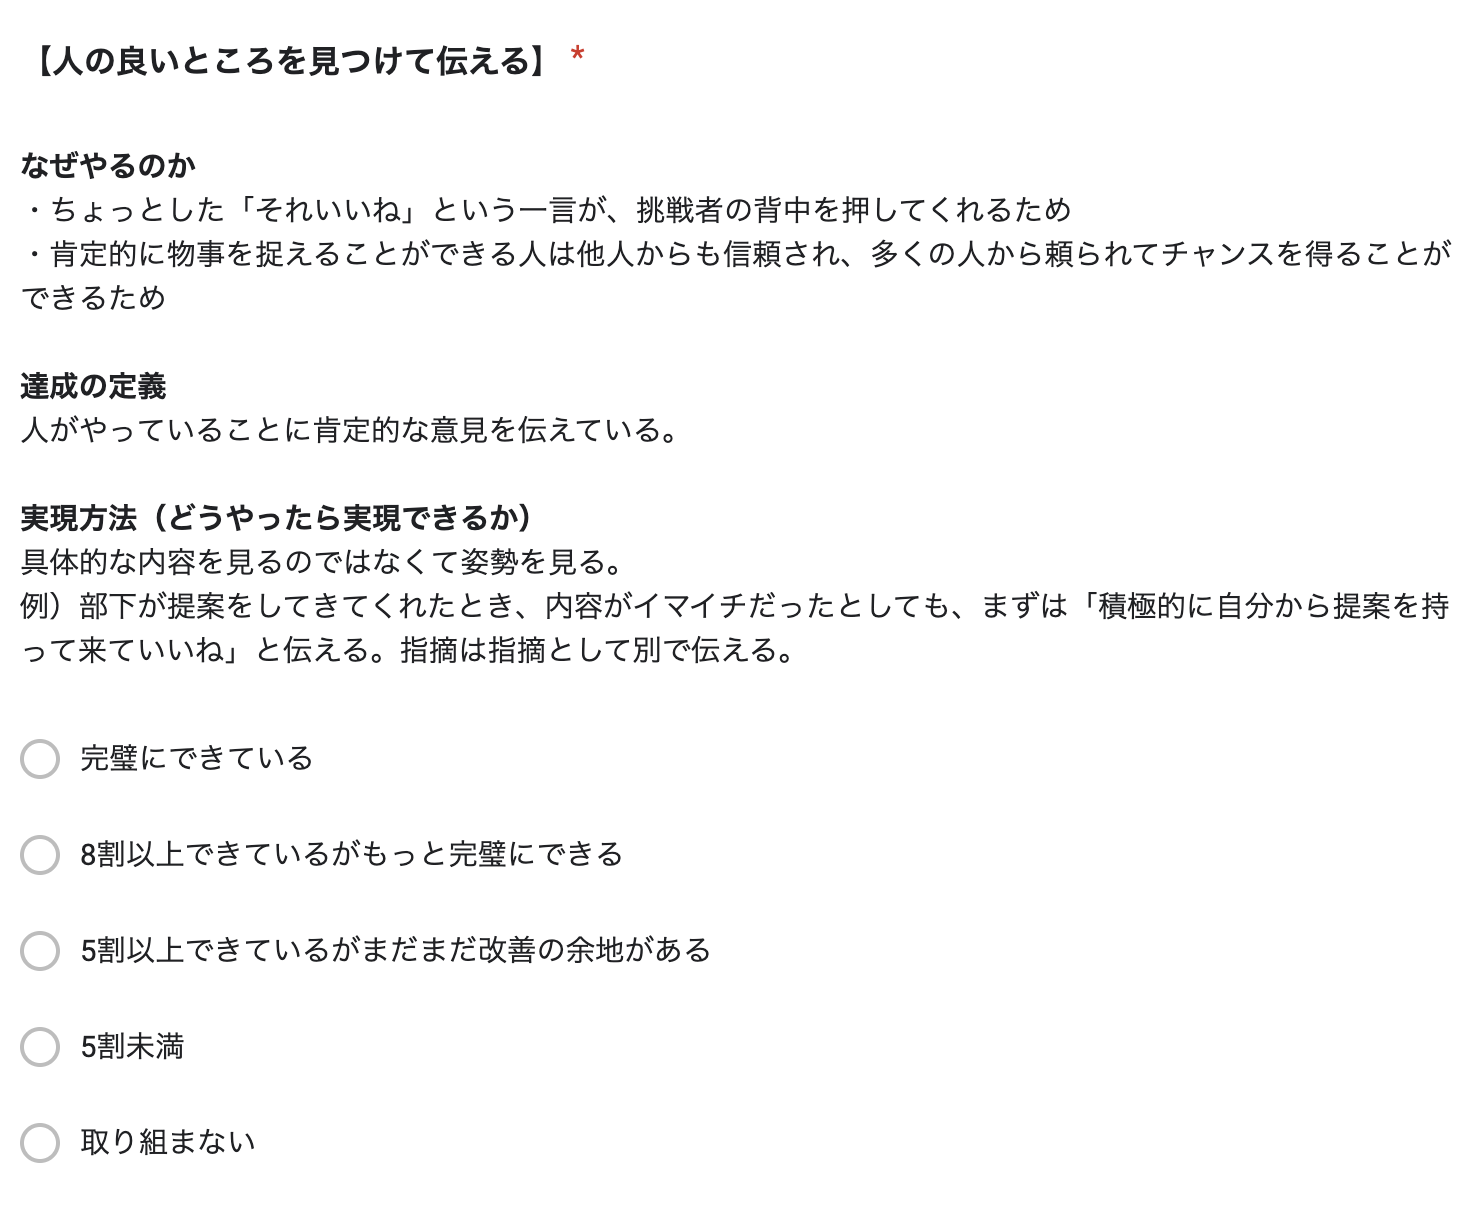 【人の良いところを見つけて伝える】 *
なぜやるのか
・ちょっとした「それいいね」という一言が、挑戦者の背中を押してくれるため
・肯定的に物事を捉えることができる人は他人からも信頼され、多くの人から頼られてチャンスを得ることが
できるため
達成の定義
人がやっていることに肯定的な意見を伝えている。
実現方法（どうやったら実現できるか）
具体的な内容を見るのではなくて姿勢を見る。
例）部下が提案をしてきてくれたとき、内容がイマイチだったとしても、まずは「積極的に自分から提案を持
って来ていいね」と伝える。指摘は指摘として別で伝える。
完璧にできている
8割以上できているがもっと完璧にできる
5割以上できているがまだまだ改善の余地がある
5割未満
取り組まない